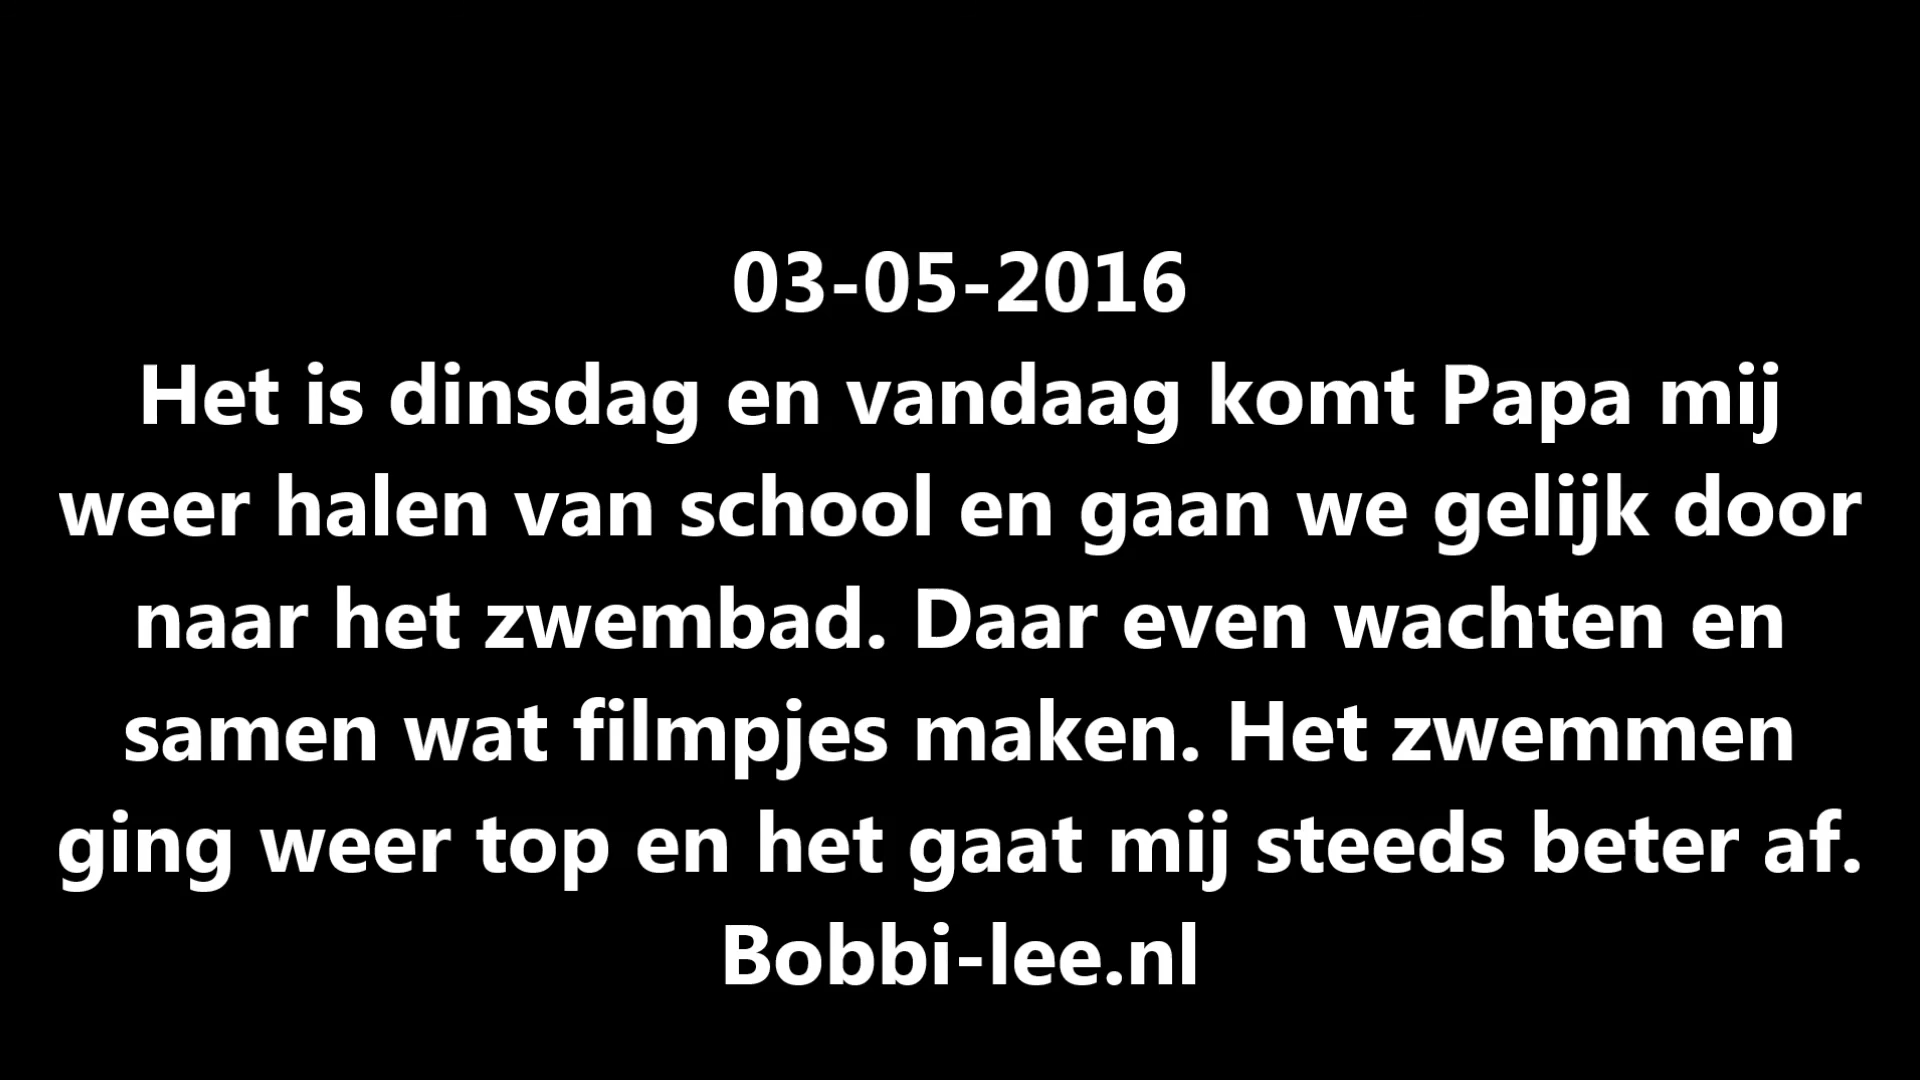 03-05-2016
Het is dinsdag en vandaag komt Papa mij
weer halen van school en gaan we gelijk door
naar het zwembad. Daar even wachten en
samen wat filmpjes maken. Het zwemmen
ging weer top en het gaat mij steeds beter af.
Bobbi-lee.nl